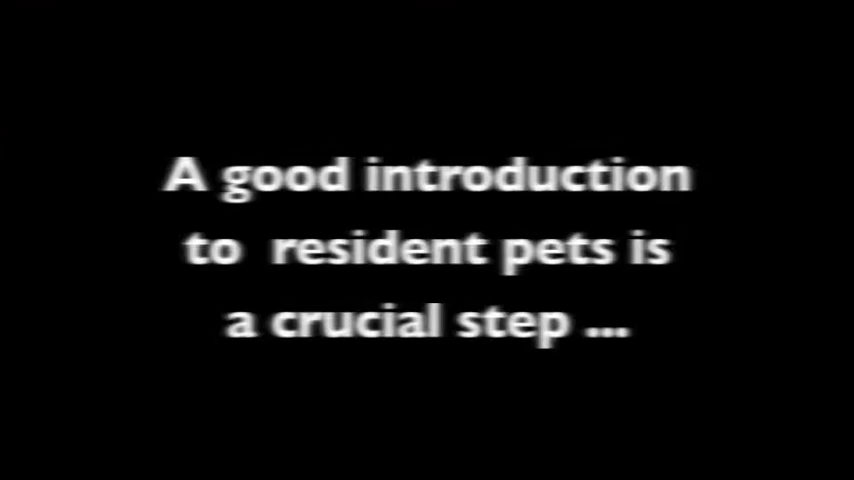 A good introduction
to resident pets is
a crucial step ...